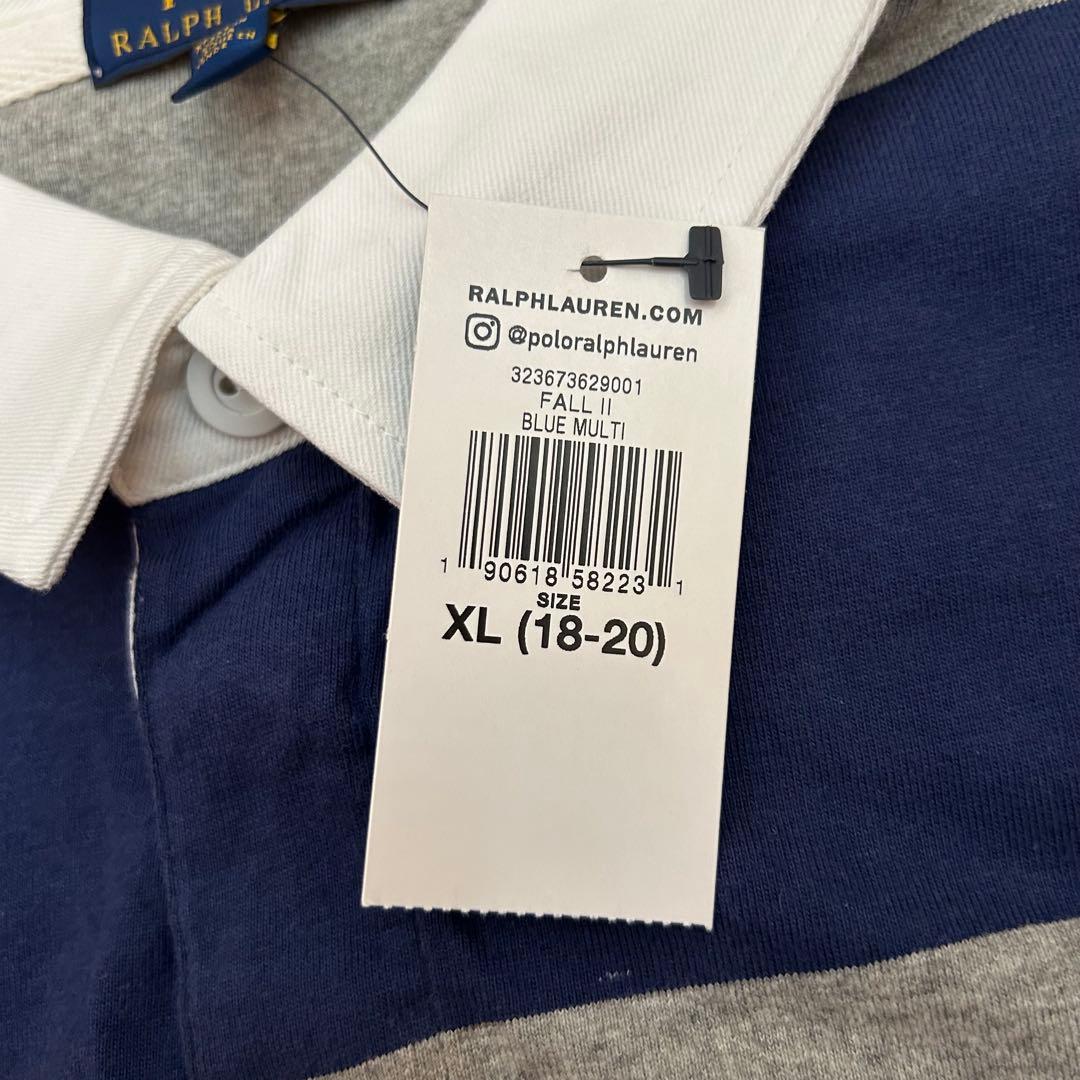 RALPH
RALPHLAUREN.COM
@poloralphlauren
323673629001
FALL II
BLUE MULTI
1 90618 58223 1
SIZE
XL (18-20)